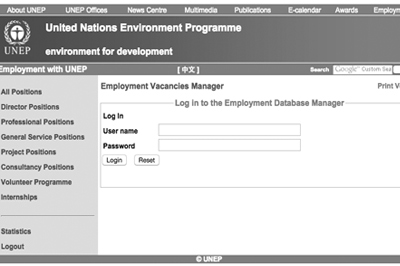 About UNEP UNEP Offices News Centre Multimedia Publications E-calendar Awards Employm
UNEP
United Nations Environment Programme
environment for development
Employment with UNEP [ 中文 ] Search Google Custom Sea
All Positions
Director Positions
Professional Positions
General Service Positions
Project Positions
Consultancy Positions
Volunteer Programme
Internships
Statistics
Logout
Employment Vacancies Manager Print V
Log in to the Employment Database Manager
Log In
User name
Password
Login Reset
© UNEP